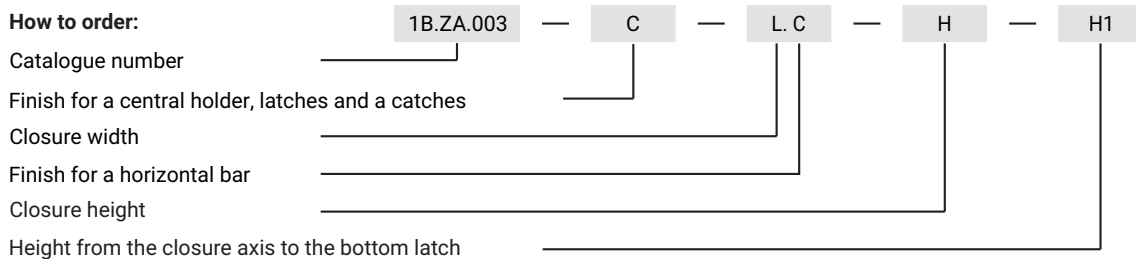 How to order: 1B.ZA.003 — C — L. C — H — H1
Catalogue number
Finish for a central holder, latches and a catches
Closure width
Finish for a horizontal bar
Closure height
Height from the closure axis to the bottom latch